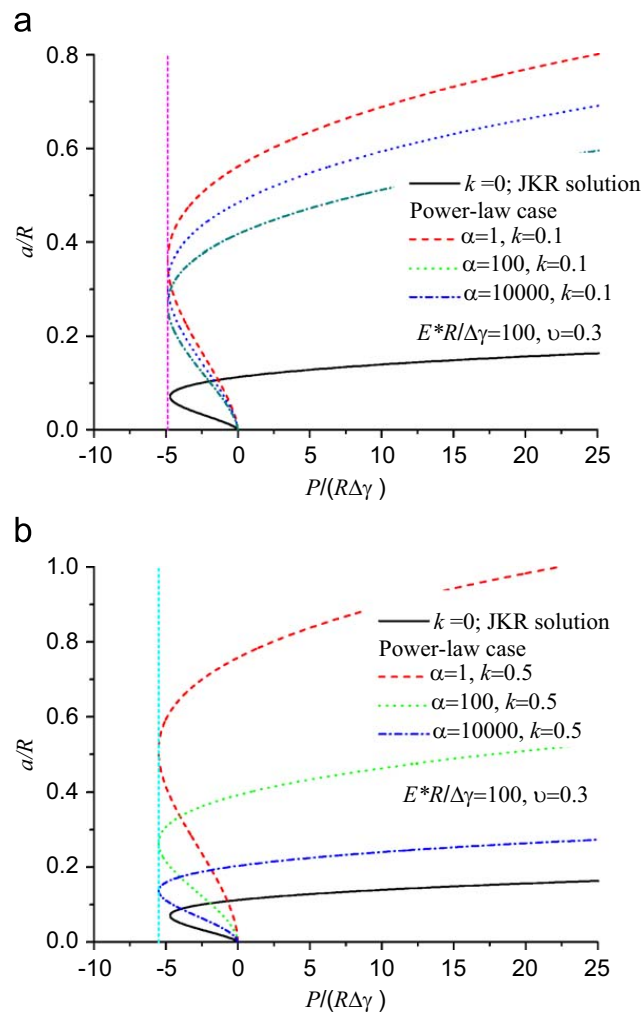 a
0.8
0.6
0.4
0.2
0.0
a/R
k =0; JKR solution
Power-law case
α=1, k=0.1
α=100, k=0.1
α=10000, k=0.1
E*R/Δγ=100, υ=0.3
-10 -5 0 5 10 15 20 25
P/(RΔγ )
b
1.0
0.8
0.6
0.4
0.2
0.0
a/R
k =0; JKR solution
Power-law case
α=1, k=0.5
α=100, k=0.5
α=10000, k=0.5
E*R/Δγ=100, υ=0.3
-10 -5 0 5 10 15 20 25
P/(RΔγ )